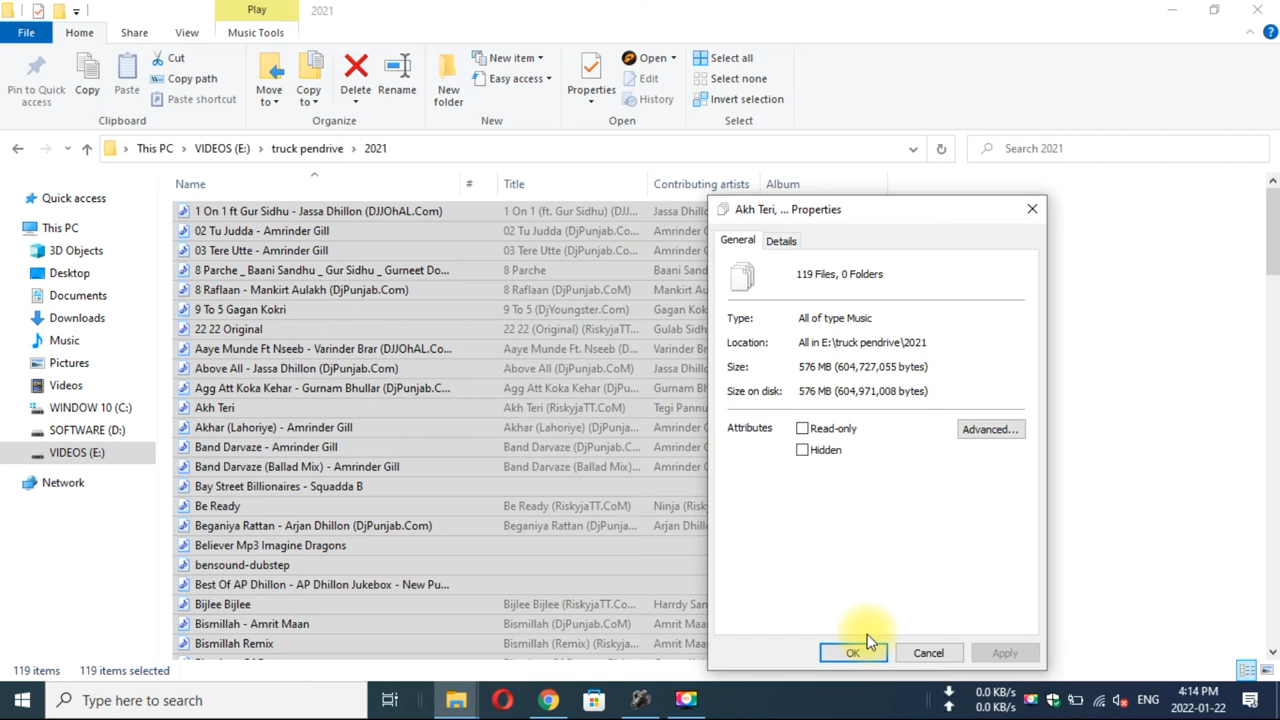 Play
2021
File
Home
Share
View
Music Tools
Pin to Quick access
Copy
Paste
Cut
Copy path
Paste shortcut
Clipboard
Move to
Copy to
Delete
Rename
Organize
New folder
New item
Easy access
New
Properties
Open
Edit
History
Open
Select all
Select none
Invert selection
Select
This PC > VIDEOS (E:) > truck pendrive > 2021
Search 2021
Name # Title Contributing artists Album
Quick access
This PC
3D Objects
Desktop
Documents
Downloads
Music
Pictures
Videos
WINDOW 10 (C:)
SOFTWARE (D:)
VIDEOS (E:)
Network
1 On 1 ft Gur Sidhu - Jassa Dhillon (DJJOhAL.Com) 1 On 1 (ft. Gur Sidhu) (DJJ... Jassa Dhill
02 Tu Judda - Amrinder Gill 02 Tu Judda (DjPunjab.C... Amrinder
03 Tere Utte - Amrinder Gill 03 Tere Utte (DjPunjab.C... Amrinder
8 Parche _ Baani Sandhu _ Gur Sidhu _ Gurneet Do... 8 Parche Baani San
8 Raflaan - Mankirt Aulakh (DjPunjab.CoM) 8 Raflaan (DjPunjab.CoM) Mankirt A
9 To 5 Gagan Kokri 9 To 5 (DjYoungster.Com) Gagan Ko
22 22 Original 22 22 (Original) (RiskyjaTT... Gulab Sidh
Aaye Munde Ft Nseeb - Varinder Brar (DJJOhAL.Co... Aaye Munde (Ft. Nseeb) ... Varinder B
Above All - Jassa Dhillon (DjPunjab.Com) Above All (DjPunjab.CoM) Jassa Dhill
Agg Att Koka Kehar - Gurnam Bhullar (DjPunjab.C... Agg Att Koka Kehar (DjP... Gurnam B
Akh Teri Akh Teri (RiskyjaTT.CoM) Tegi Pannu
Akhar (Lahoriye) - Amrinder Gill Akhar (Lahoriye) (DjPunj... Amrinder
Band Darvaze - Amrinder Gill Band Darvaze (DjPunjab.... Amrinder
Band Darvaze (Ballad Mix) - Amrinder Gill Band Darvaze (Ballad Mix)... Amrinder
Bay Street Billionaires - Squadda B
Be Ready Be Ready (RiskyjaTT.CoM) Ninja (Risk
Beganiya Rattan - Arjan Dhillon (DjPunjab.Com) Beganiya Rattan (DjPunja... Arjan Dhill
Believer Mp3 Imagine Dragons
bensound-dubstep
Best Of AP Dhillon - AP Dhillon Jukebox - New Pu...
Bijlee Bijlee Bijlee Bijlee (RiskyjaTT.Co... Harrdy San
Bismillah - Amrit Maan Bismillah (DjPunjab.CoM) Amrit Maa
Bismillah Remix Bismillah (Remix) (Riskyja... Amrit Maa
Akh Teri, ... Properties
General Details
119 Files, 0 Folders
Type: All of type Music
Location: All in E:\truck pendrive\2021
Size: 576 MB (604,727,055 bytes)
Size on disk: 576 MB (604,971,008 bytes)
Attributes Read-only Advanced...
Hidden
OK Cancel Apply
119 items 119 items selected
Type here to search
0.0 KB/s
0.0 KB/s
ENG
4:14 PM
2022-01-22